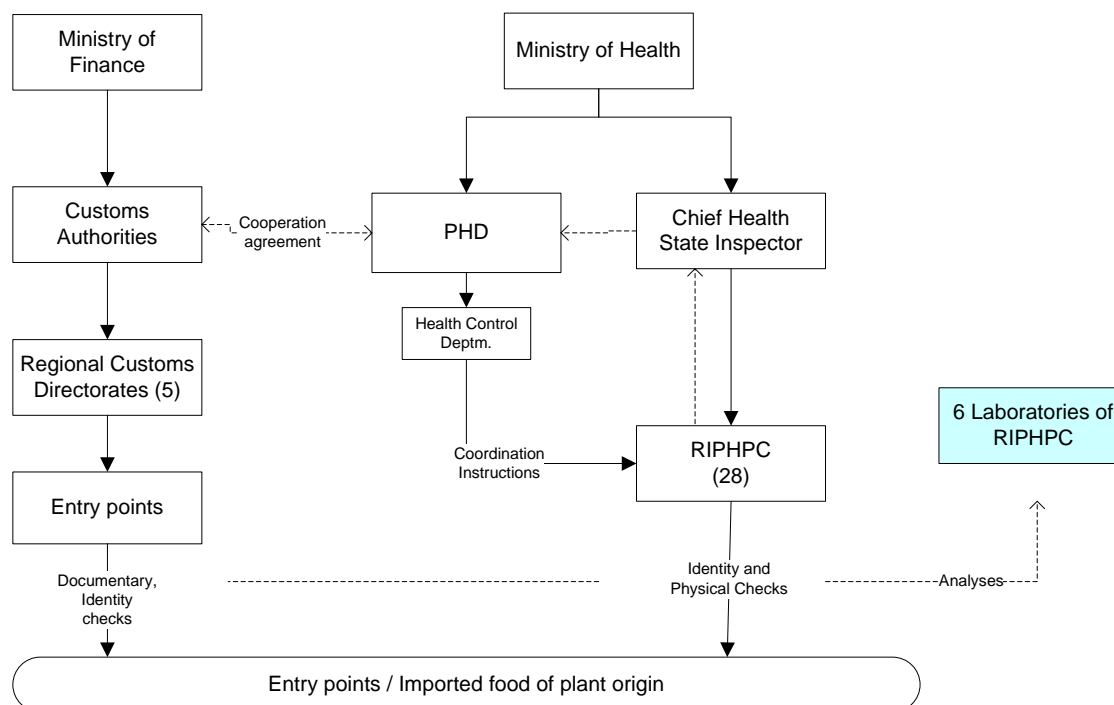 Ministry of
Finance
Ministry of Health
Customs
Authorities
Cooperation
agreement
PHD
Chief Health
State Inspector
Health Control
Deptm.
Regional Customs
Directorates (5)
6 Laboratories of
RIPHPC
Coordination
Instructions
RIPHPC
(28)
Entry points
Documentary,
Identity
checks
Identity and
Physical Checks
Analyses
Entry points / Imported food of plant origin